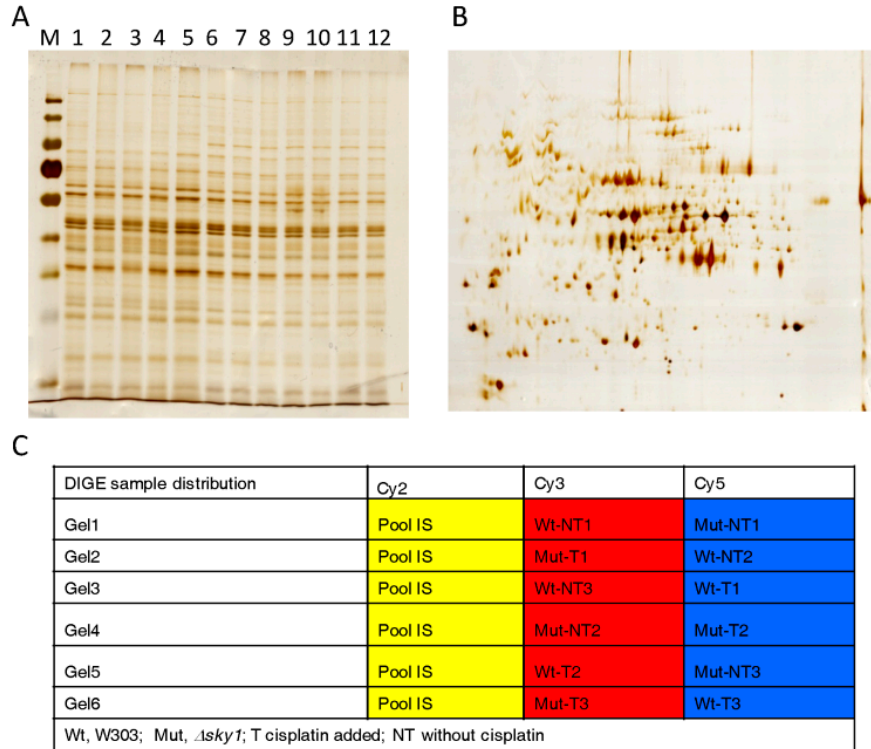 A
B
M 1 2 3 4 5 6 7 8 9 10 11 12
C
DIGE sample distribution Cy2 Cy3 Cy5
Gel1 Pool IS Wt-NT1 Mut-NT1
Gel2 Pool IS Mut-T1 Wt-NT2
Gel3 Pool IS Wt-NT3 Wt-T1
Gel4 Pool IS Mut-NT2 Mut-T2
Gel5 Pool IS Wt-T2 Mut-NT3
Gel6 Pool IS Mut-T3 Wt-T3
Wt, W303; Mut, Δsky1; T cisplatin added; NT without cisplatin